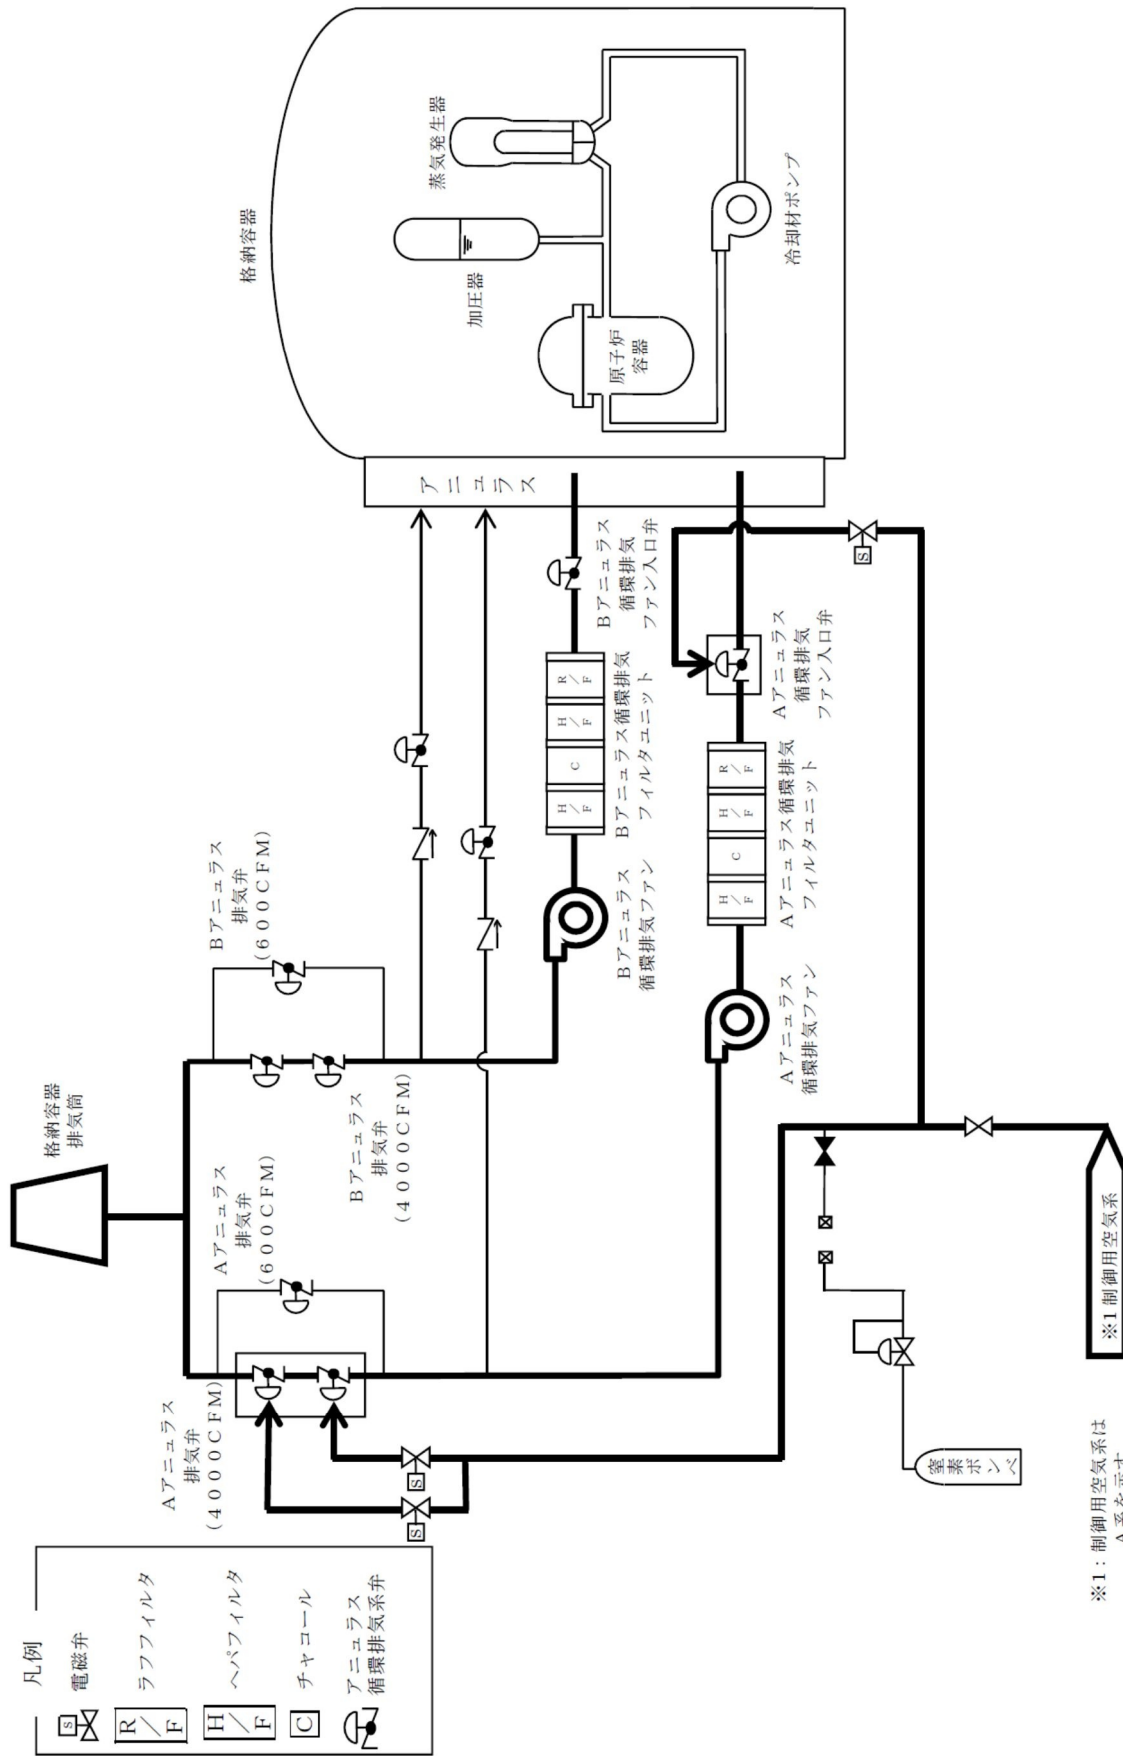 凡例
電磁弁
S
R/F
ラフフィルタ
H/F
ヘパフィルタ
C
チャコール
アニュラス
循環排気系弁
格納容器
排気筒
Aアニュラス
排気弁
(4000CFM)
Aアニュラス
排気弁
(600CFM)
Bアニュラス
排気弁
(4000CFM)
Bアニュラス
排気弁
(600CFM)
S
S
Bアニュラス
循環排気ファン
H/F
C
H/F
R/F
Bアニュラス循環排気
フィルタユニット
Bアニュラス
循環排気
ファン入口弁
Aアニュラス
循環排気ファン
H/F
C
H/F
R/F
Aアニュラス循環排気
フィルタユニット
Aアニュラス
循環排気
ファン入口弁
S
アニュラス
格納容器
加圧器
蒸気発生器
原子炉
容器
冷却材ポンプ
窒素ボンベ
※1 制御用空気系
※1：制御用空気系は